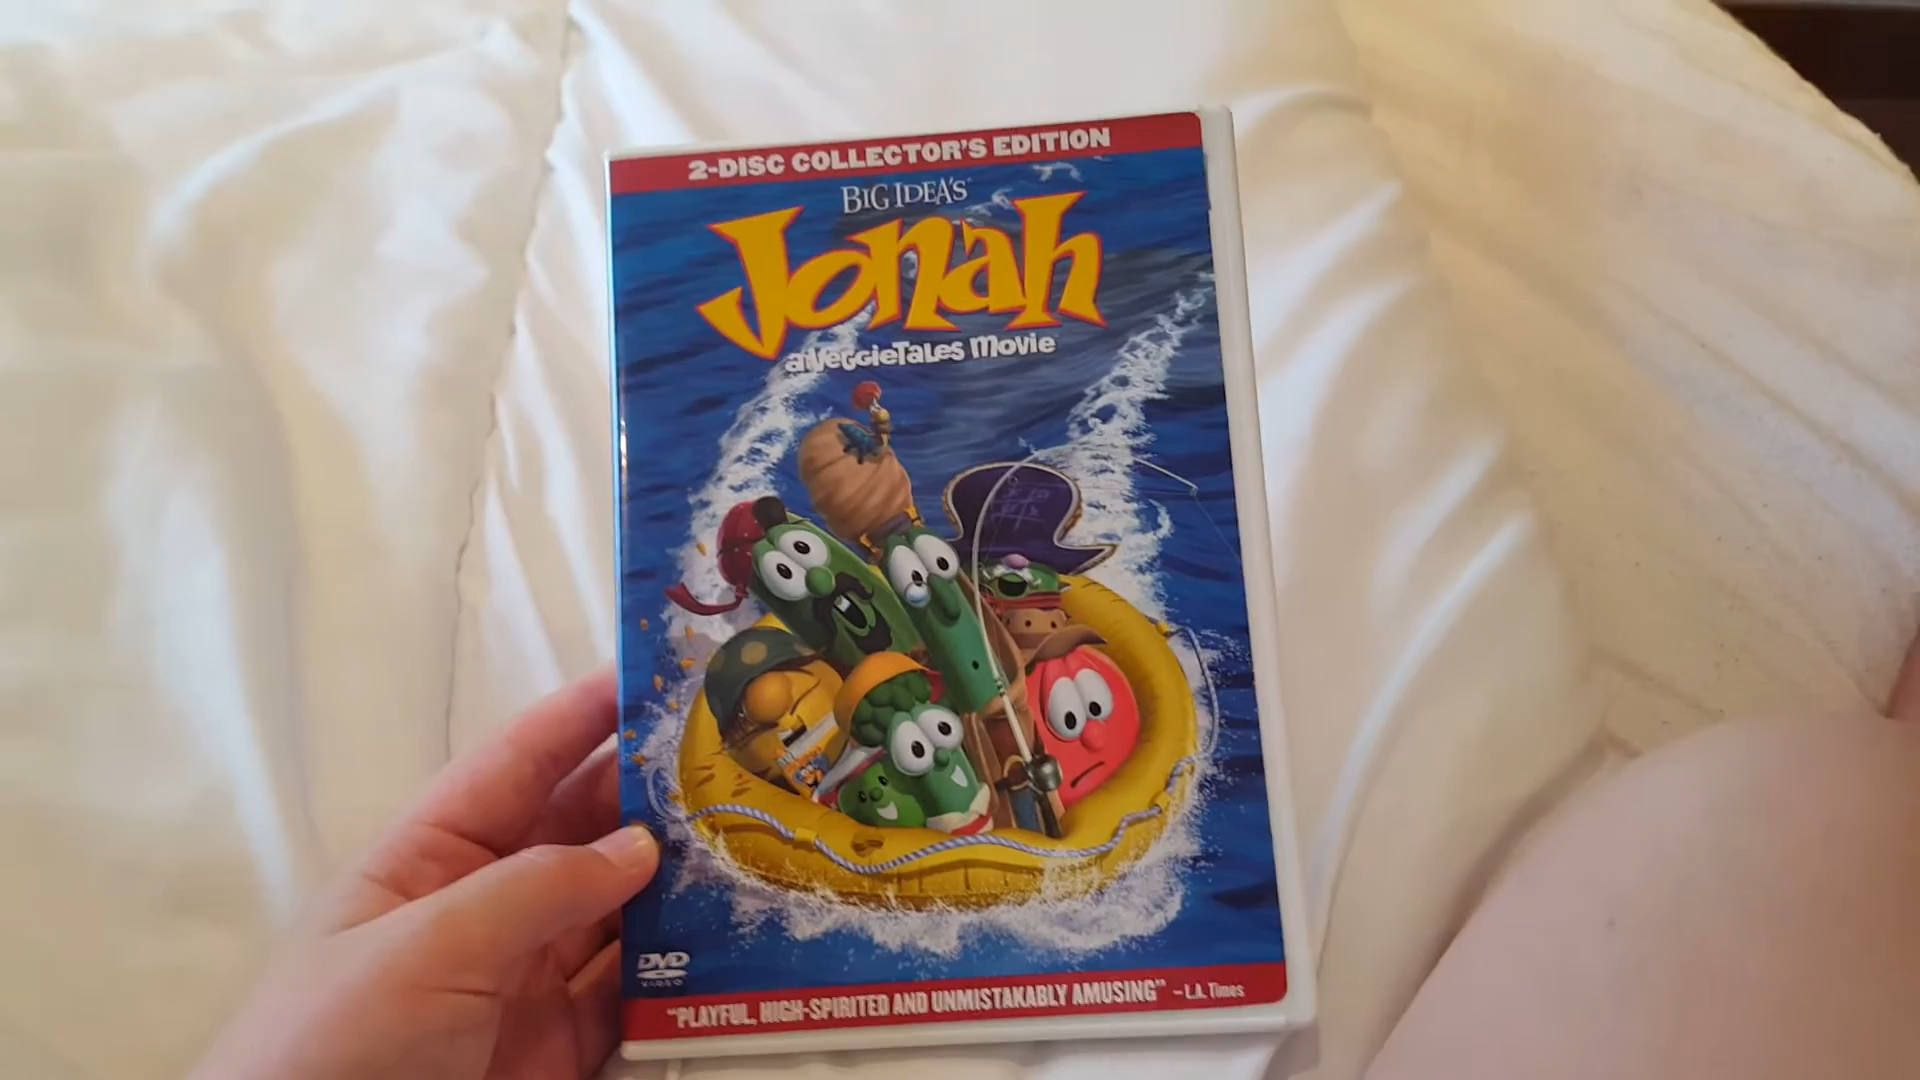 2-DISC COLLECTOR'S EDITION
BIG IDEA'S
Jonah
a VeggieTales Movie
DVD
VIDEO
"PLAYFUL, HIGH-SPIRITED AND UNMISTAKABLY AMUSING" – L.A. Times